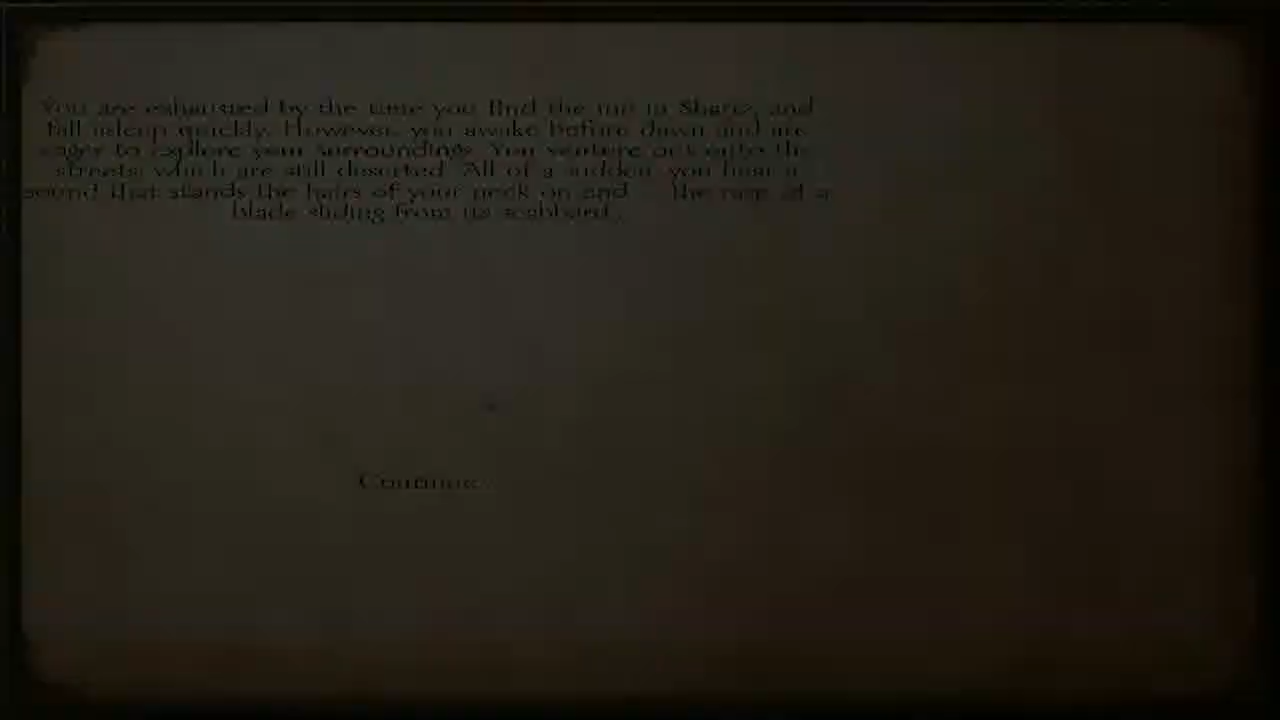 You are exhausted by the time you find the inn in Shariz, and
fall asleep quickly. However, you awake before dawn and are
eager to explore your surroundings. You venture out onto the
streets, which are still deserted. All of a sudden, you hear a
sound that stands the hairs of your neck on end the rasp of a
blade sliding from its scabbard...
Continue